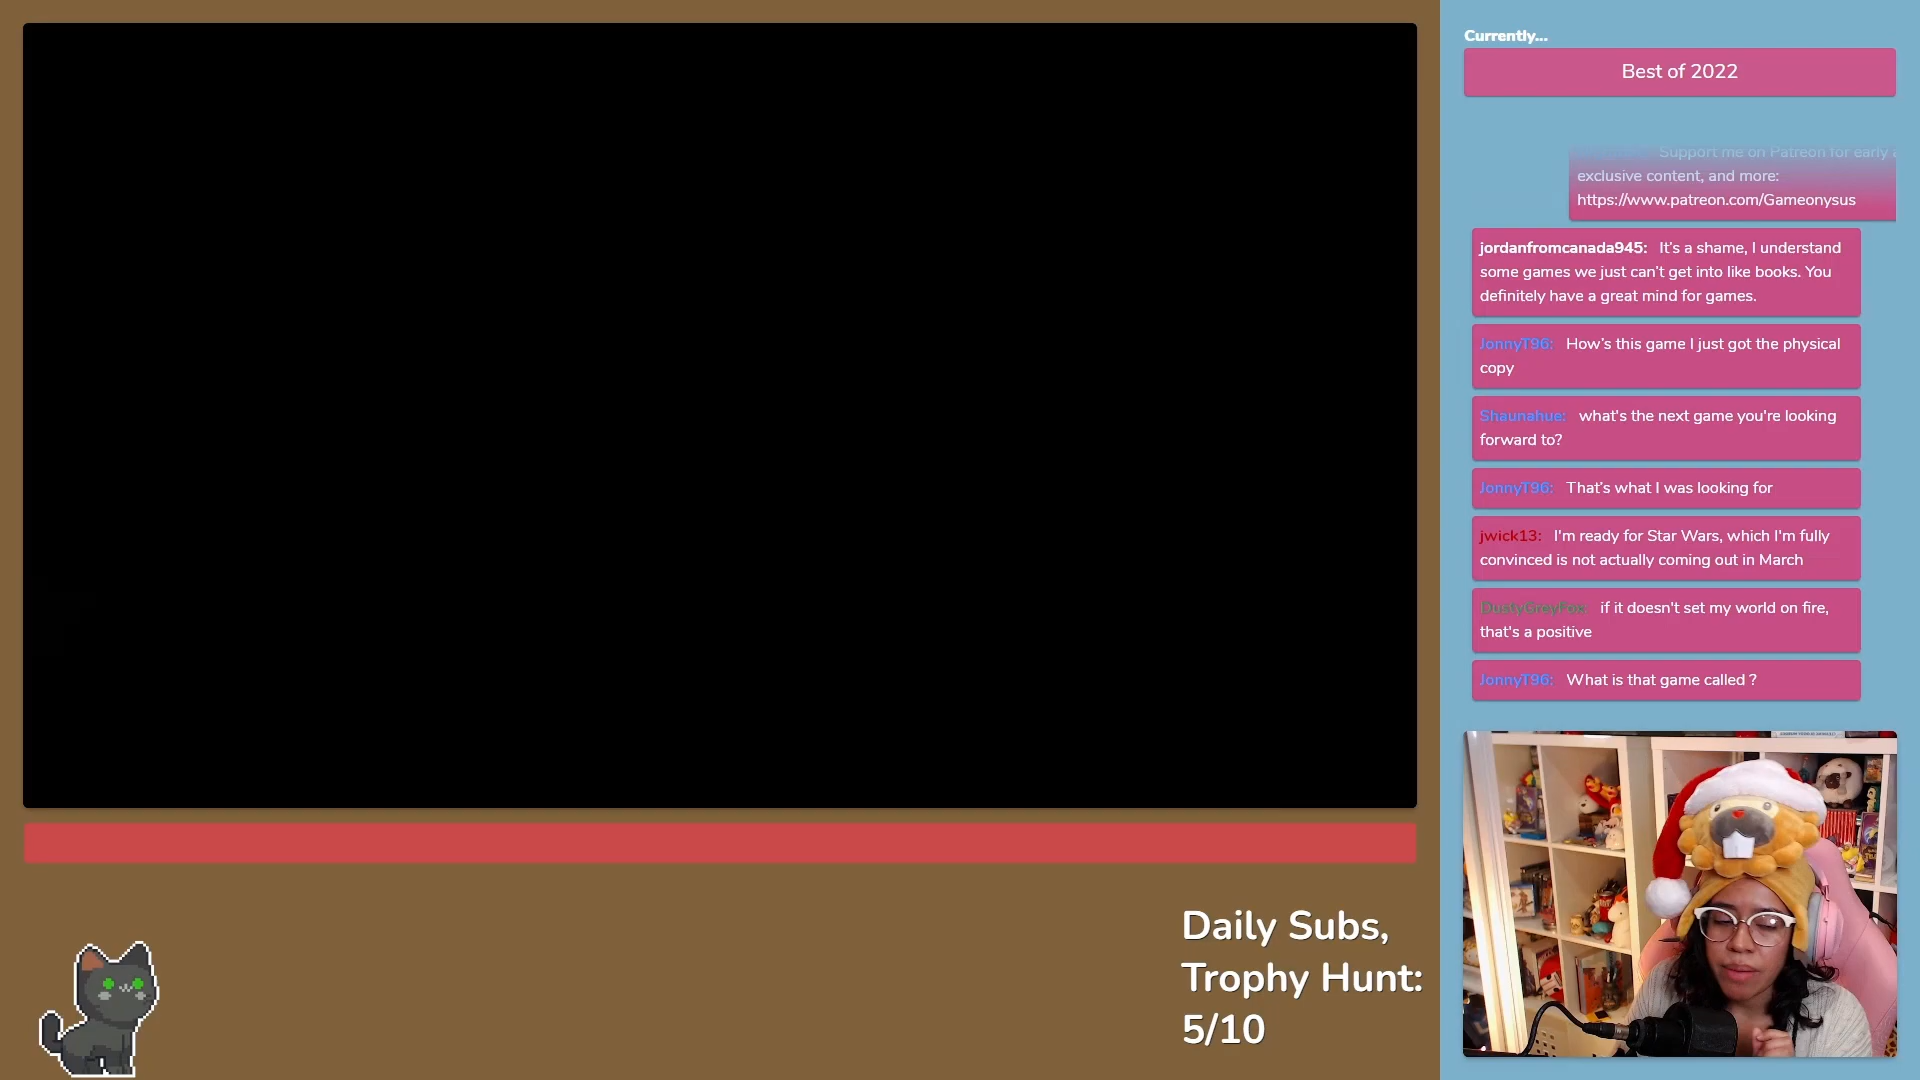 Currently...
Best of 2022
Support me on Patreon for early
exclusive content, and more:
https://www.patreon.com/Gameonysus
jordanfromcanada945: It's a shame, I understand
some games we just can't get into like books. You
definitely have a great mind for games.
JonnyT96: How's this game I just got the physical
copy
Shaunahue: what's the next game you're looking
forward to?
JonnyT96: That's what I was looking for
jwick13: I'm ready for Star Wars, which I'm fully
convinced is not actually coming out in March
DustyGreyFox: if it doesn't set my world on fire,
that's a positive
JonnyT96: What is that game called ?
Daily Subs,
Trophy Hunt:
5/10